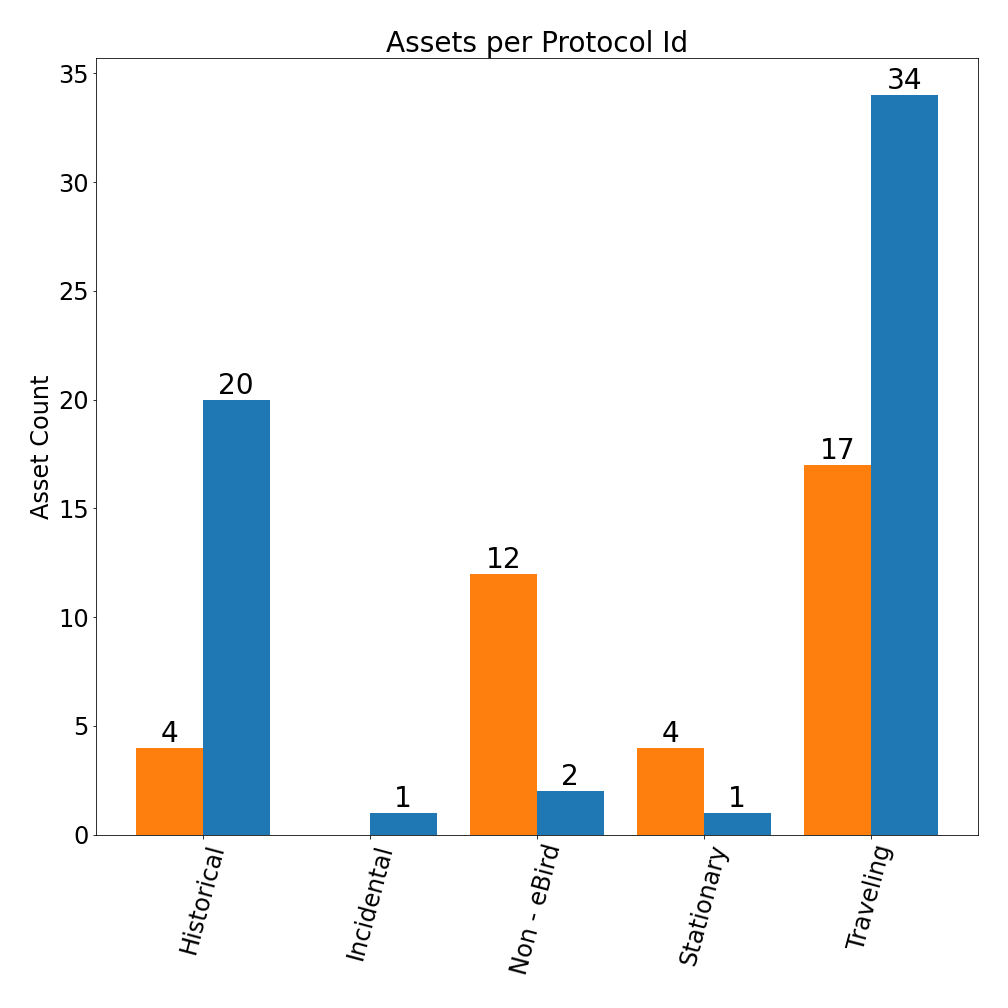 Assets per Protocol Id
Asset Count
35
30
25
20
15
10
5
0
4
20
1
12
2
4
1
17
34
Historical
Incidental
Non - eBird
Stationary
Traveling